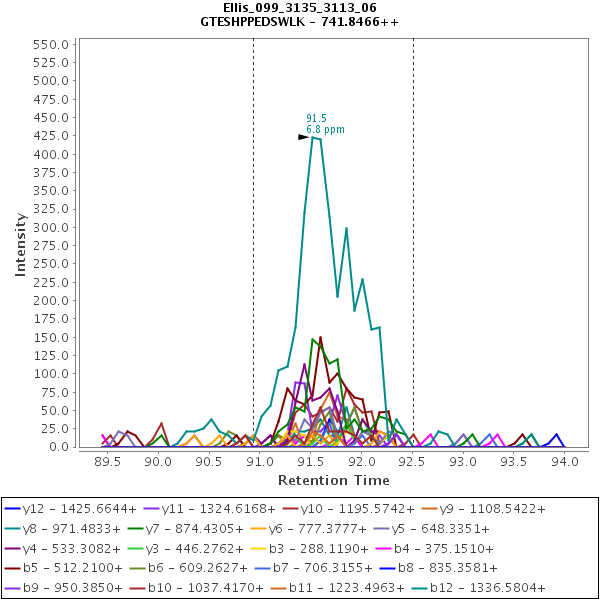 Ellis_099_3135_3113_06
GTESHPPEDSWLK - 741.8466++
550.0
525.0
500.0
475.0
450.0
425.0
400.0
375.0
350.0
325.0
300.0
275.0
250.0
225.0
200.0
175.0
150.0
125.0
100.0
75.0
50.0
25.0
0.0
Intensity
91.5
6.8 ppm
89.5 90.0 90.5 91.0 91.5 92.0 92.5 93.0 93.5 94.0
Retention Time
y12 - 1425.6644+ y11 - 1324.6168+ y10 - 1195.5742+ y9 - 1108.5422+
y8 - 971.4833+ y7 - 874.4305+ y6 - 777.3777+ y5 - 648.3351+
y4 - 533.3082+ y3 - 446.2762+ b3 - 288.1190+ b4 - 375.1510+
b5 - 512.2100+ b6 - 609.2627+ b7 - 706.3155+ b8 - 835.3581+
b9 - 950.3850+ b10 - 1037.4170+ b11 - 1223.4963+ b12 - 1336.5804+